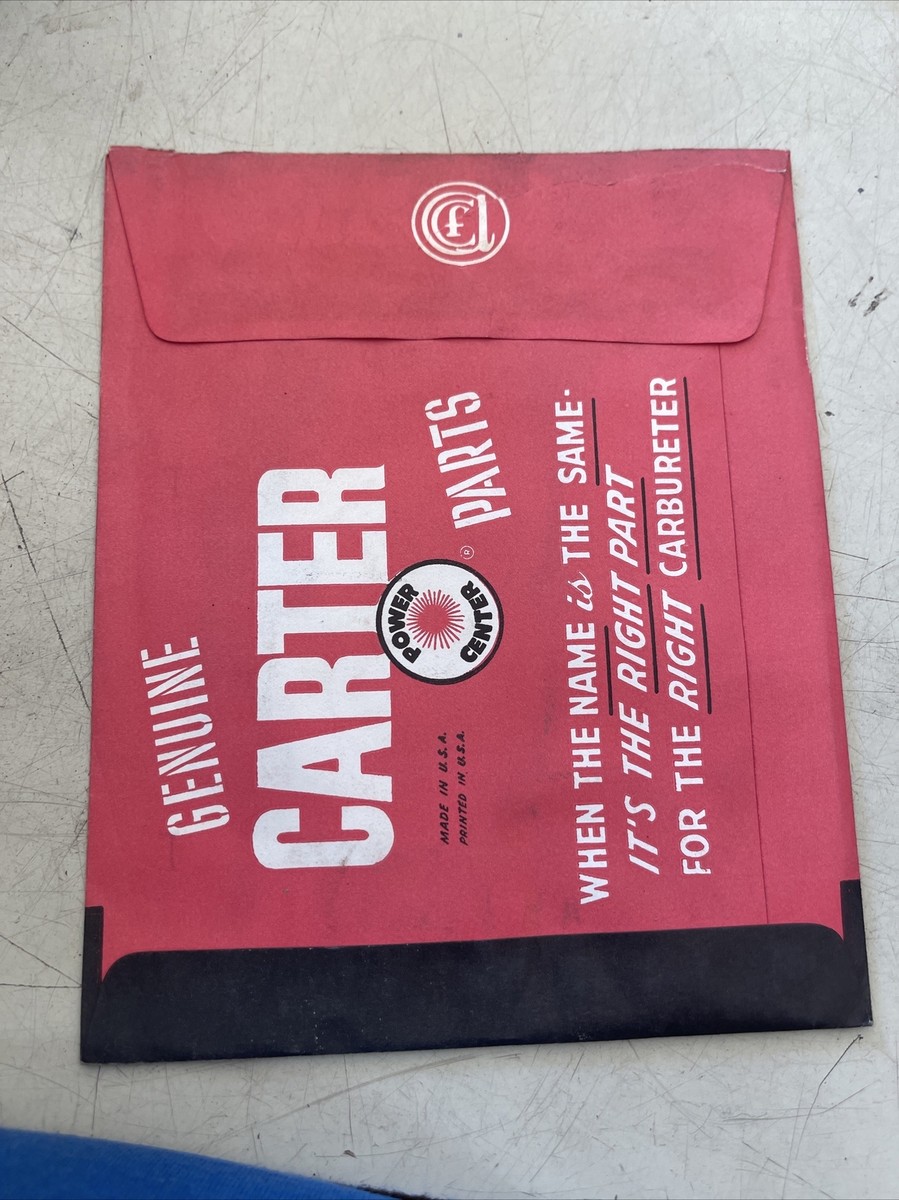 GENUINE
CARTER
POWER
CENTER
®
PARTS
MADE IN U.S.A.
PRINTED IN U.S.A.
WHEN THE NAME is THE SAME-
IT'S THE RIGHT PART
FOR THE RIGHT CARBURETER